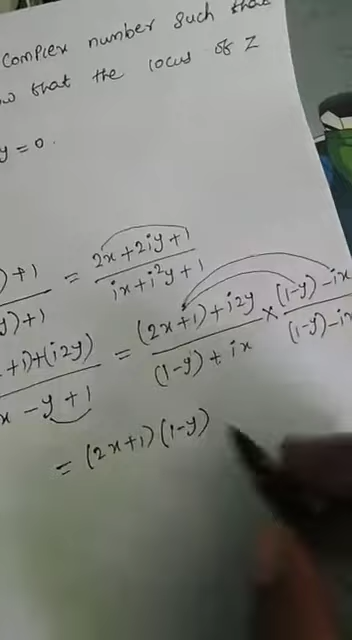 complex number such that
that the locus of Z
y = 0.
) + 1 / y) + 1 = 2x + 2iy + 1 / ix + i²y + 1
+1) + (i2y) / x - y + 1 = (2x+1) + i2y / (1-y) + ix × (1-y) - ix / (1-y) - ix
= (2x+1) (1-y)